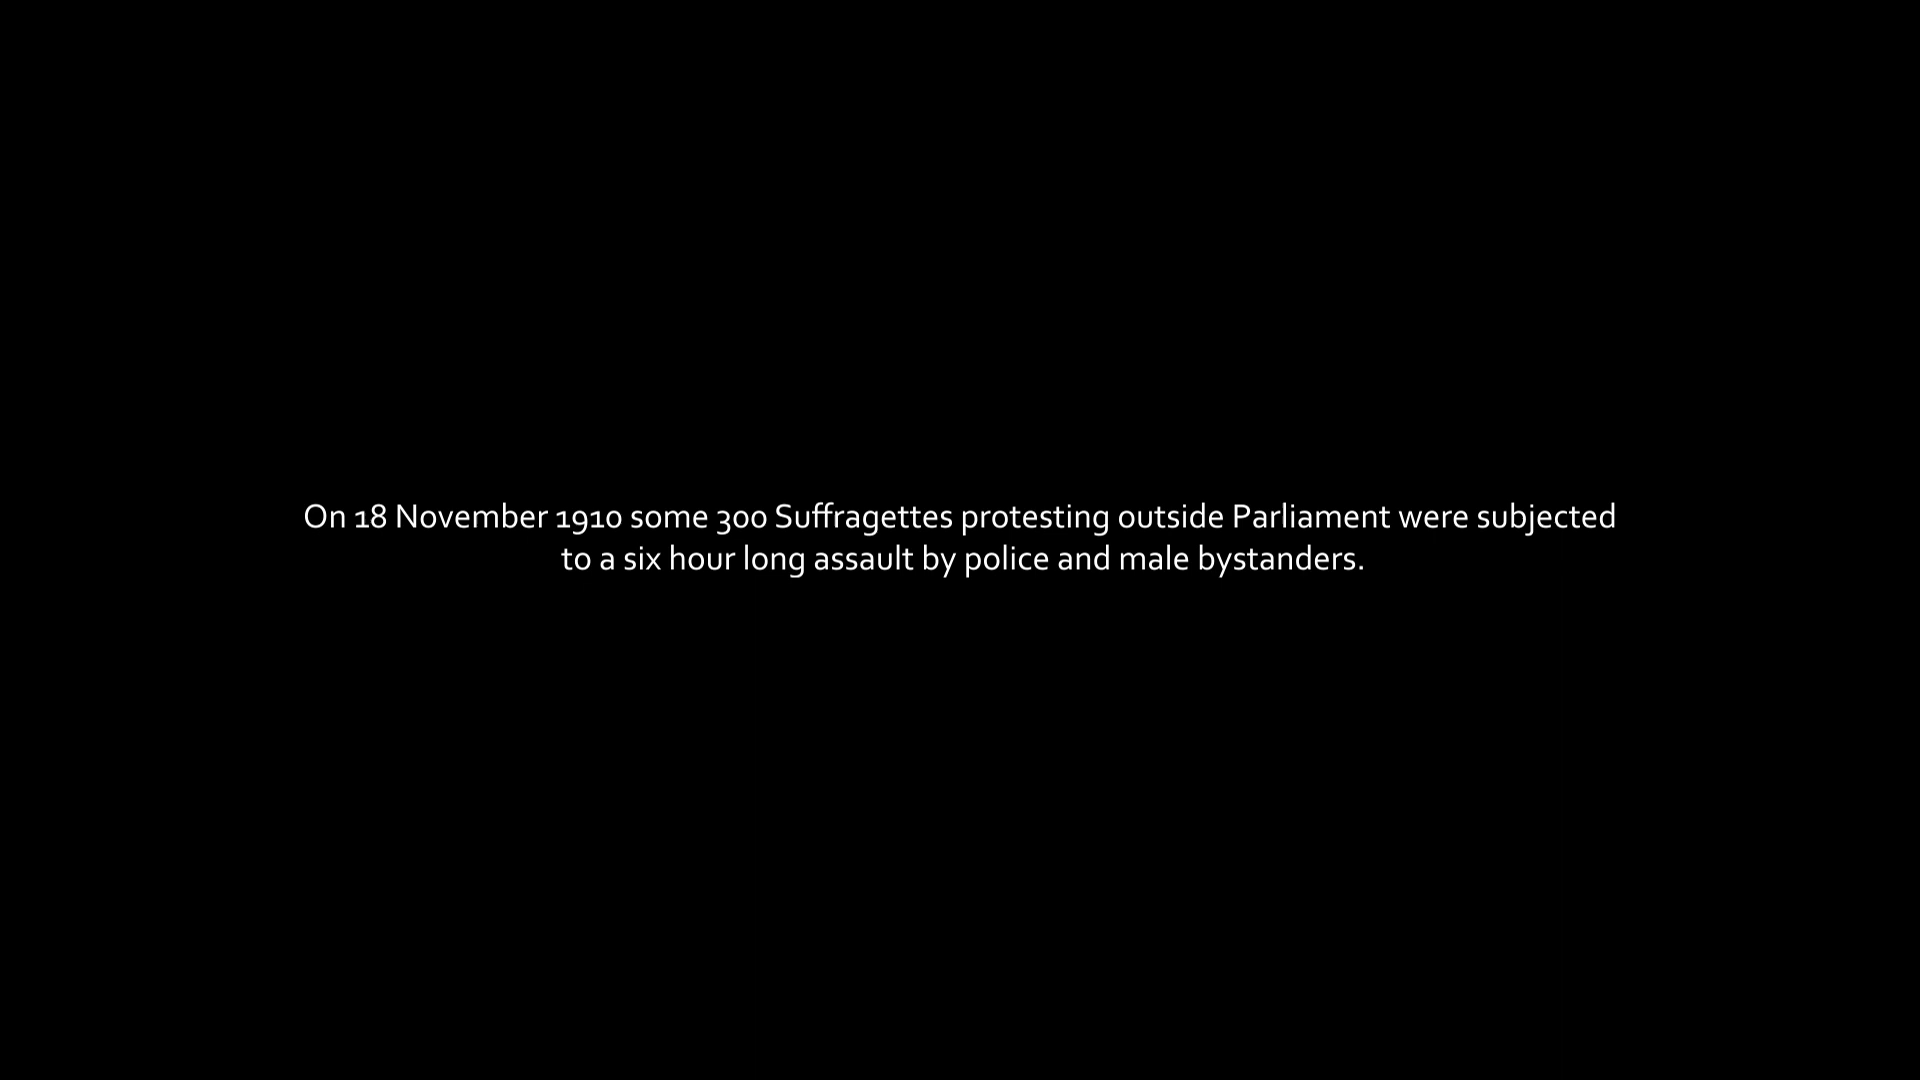 On 18 November 1910 some 300 Suffragettes protesting outside Parliament were subjected
to a six hour long assault by police and male bystanders.